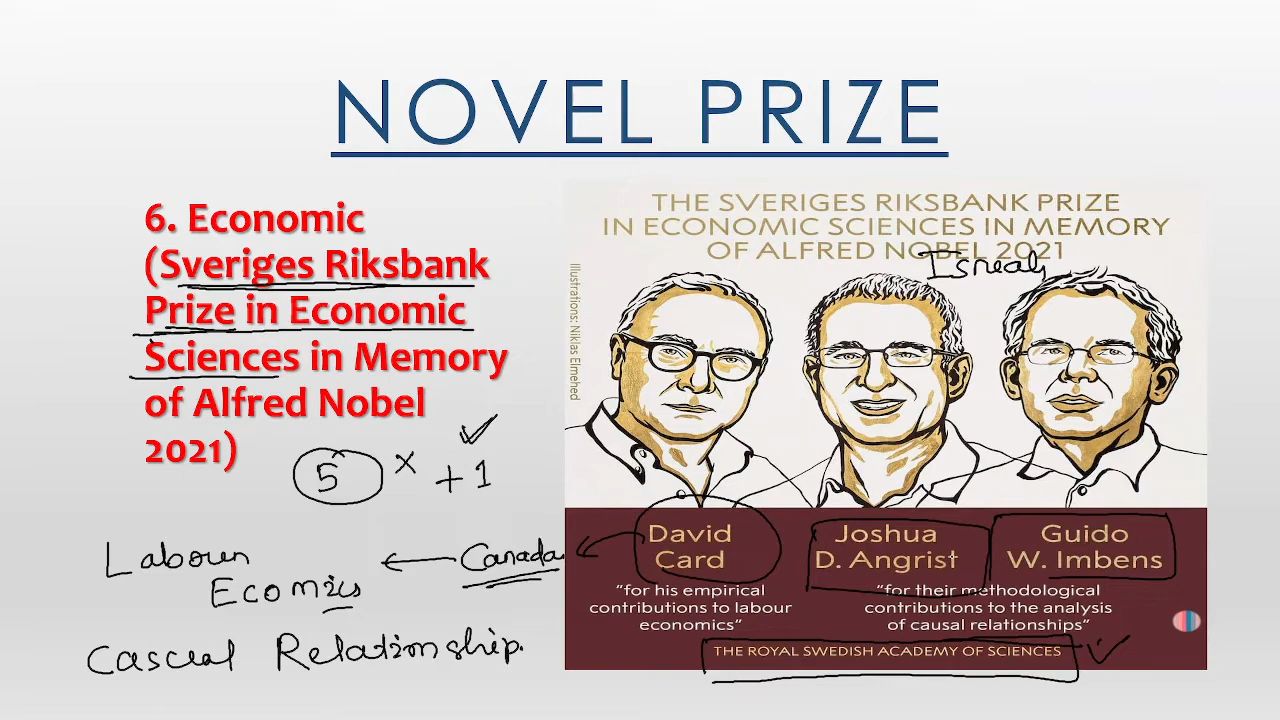 NOVEL PRIZE
6. Economic
(Sveriges Riksbank
Prize in Economic
Sciences in Memory
of Alfred Nobel
2021)
5 x + 1
Labour
Ecomics
Canada
Casual Relationship.
THE SVERIGES RIKSBANK PRIZE
IN ECONOMIC SCIENCES IN MEMORY
OF ALFRED NOBEL 2021
Isrealy
Illustrations: Niklas Elmehed
David
Card
"for his empirical
contributions to labour
economics"
Joshua
D. Angrist
Guido
W. Imbens
"for their methodological
contributions to the analysis
of causal relationships"
THE ROYAL SWEDISH ACADEMY OF SCIENCES